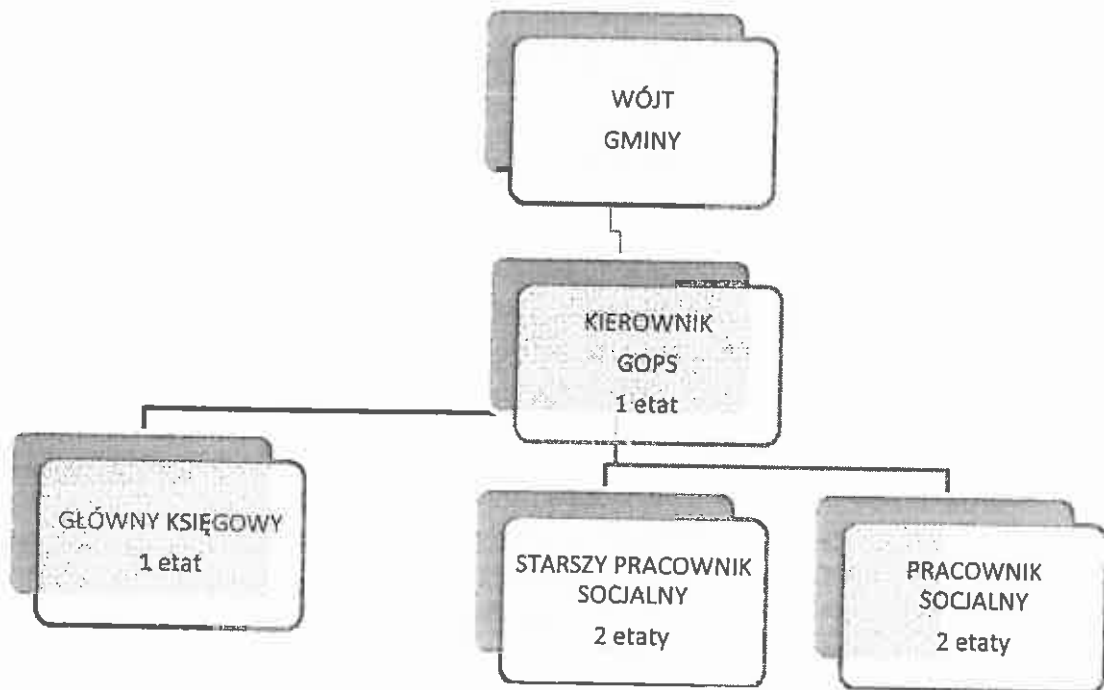 WÓJT
GMINY
KIEROWNIK
GOPS
1 etat
GŁÓWNY KSIĘGOWY
1 etat
STARSZY PRACOWNIK
SOCJALNY
2 etaty
PRACOWNIK
SOCJALNY
2 etaty